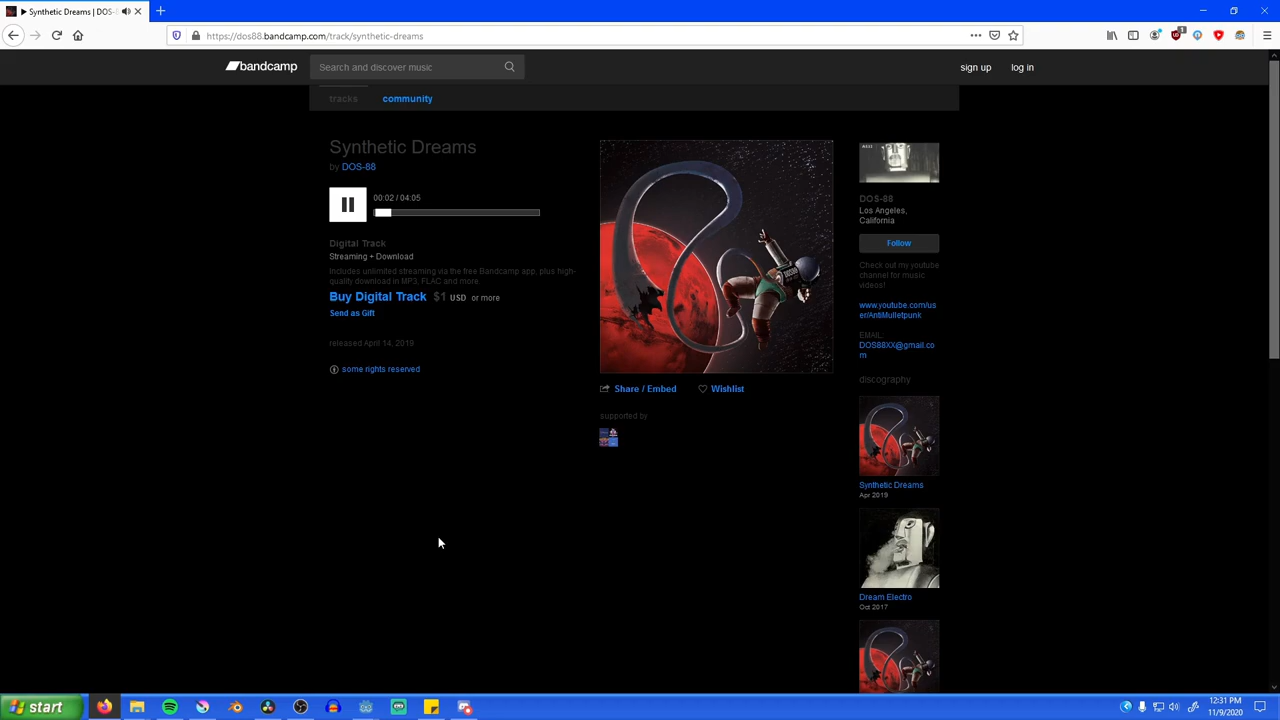 ▶ Synthetic Dreams | DOS-
https://dos88.bandcamp.com/track/synthetic-dreams
1
bandcamp
Search and discover music
sign up
log in
tracks
community
Synthetic Dreams
by DOS-88
00:02 / 04:05
Digital Track
Streaming + Download
Includes unlimited streaming via the free Bandcamp app, plus high-
quality download in MP3, FLAC and more.
Buy Digital Track $1 USD or more
Send as Gift
released April 14, 2019
some rights reserved
Share / Embed
Wishlist
supported by
DOS-88
Los Angeles,
California
Follow
Check out my youtube
channel for music
videos!
www.youtube.com/us
er/AntiMulletpunk
EMAIL:
DOS88XX@gmail.co
m
discography
Synthetic Dreams
Apr 2019
Dream Electro
Oct 2017
start
12:31 PM
11/9/2020